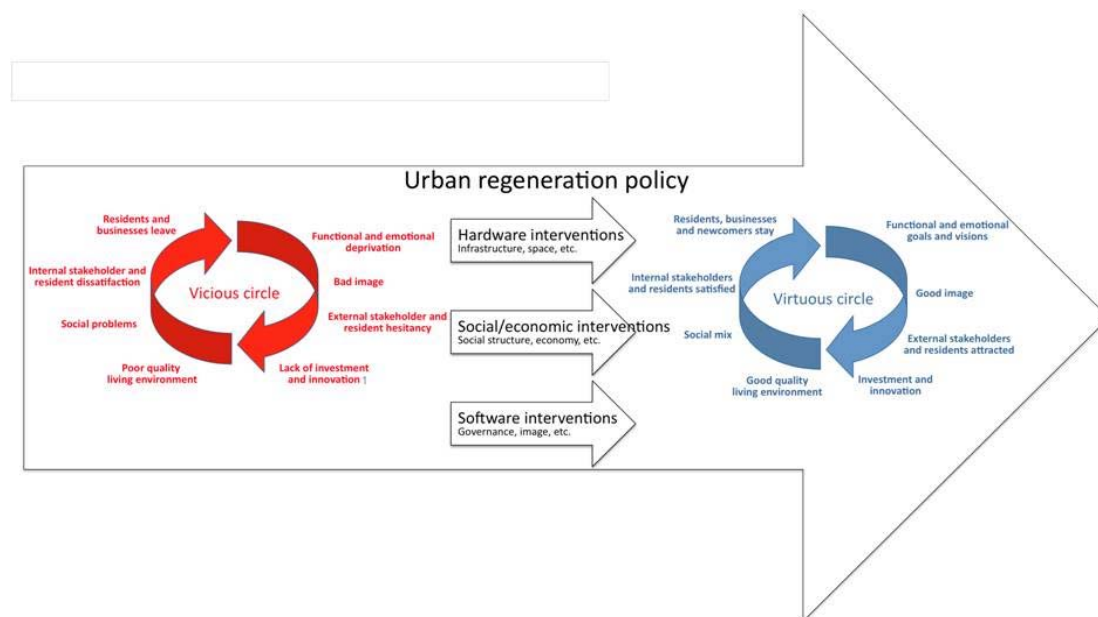 Urban regeneration policy
Residents and
businesses leave
Functional and emotional
deprivation
Internal stakeholder and
resident dissatifaction
Bad image
Vicious circle
Social problems
External stakeholder and
resident hesitancy
Poor quality
living environment
Lack of investment
and innovation 1
Hardware interventions
Infrastructure, space, etc.
Social/economic interventions
Social structure, economy, etc.
Software interventions
Governance, image, etc.
Residents, businesses
and newcomers stay
Functional and emotional
goals and visions
Internal stakeholders
and residents satisfied
Good image
Virtuous circle
Social mix
External stakeholders
and residents attracted
Good quality
living environment
Investment and
innovation